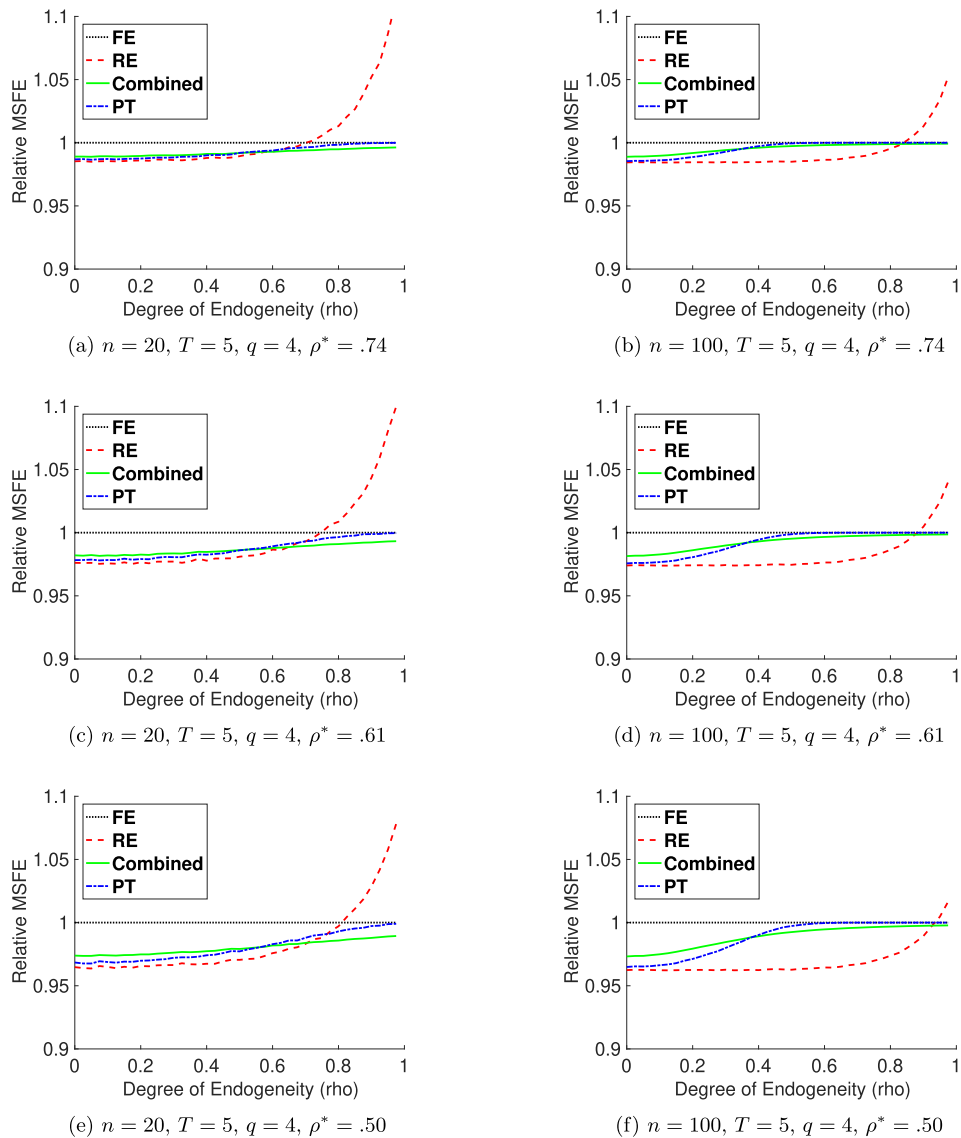 1.1
1.05
1
0.95
0.9
Relative MSFE
FE
RE
Combined
PT
0 0.2 0.4 0.6 0.8 1
Degree of Endogeneity (rho)
(a) n = 20, T = 5, q = 4, ρ* = .74
1.1
1.05
1
0.95
0.9
Relative MSFE
FE
RE
Combined
PT
0 0.2 0.4 0.6 0.8 1
Degree of Endogeneity (rho)
(b) n = 100, T = 5, q = 4, ρ* = .74
1.1
1.05
1
0.95
0.9
Relative MSFE
FE
RE
Combined
PT
0 0.2 0.4 0.6 0.8 1
Degree of Endogeneity (rho)
(c) n = 20, T = 5, q = 4, ρ* = .61
1.1
1.05
1
0.95
0.9
Relative MSFE
FE
RE
Combined
PT
0 0.2 0.4 0.6 0.8 1
Degree of Endogeneity (rho)
(d) n = 100, T = 5, q = 4, ρ* = .61
1.1
1.05
1
0.95
0.9
Relative MSFE
FE
RE
Combined
PT
0 0.2 0.4 0.6 0.8 1
Degree of Endogeneity (rho)
(e) n = 20, T = 5, q = 4, ρ* = .50
1.1
1.05
1
0.95
0.9
Relative MSFE
FE
RE
Combined
PT
0 0.2 0.4 0.6 0.8 1
Degree of Endogeneity (rho)
(f) n = 100, T = 5, q = 4, ρ* = .50